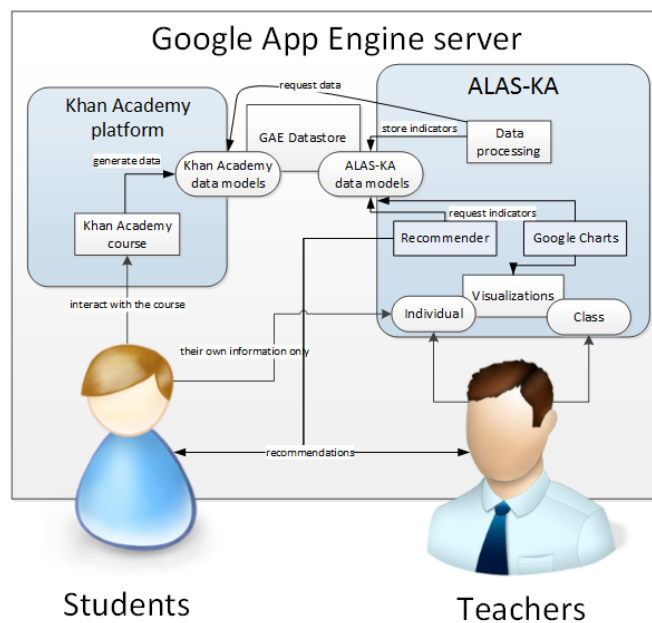 Google App Engine server
Khan Academy
platform
ALAS-KA
request data
GAE Datastore
store indicators
Data
processing
generate data
Khan Academy
data models
ALAS-KA
data models
Khan Academy
course
request indicators
Recommender
Google Charts
Visualizations
Individual
Class
interact with the course
their own information only
recommendations
Students
Teachers